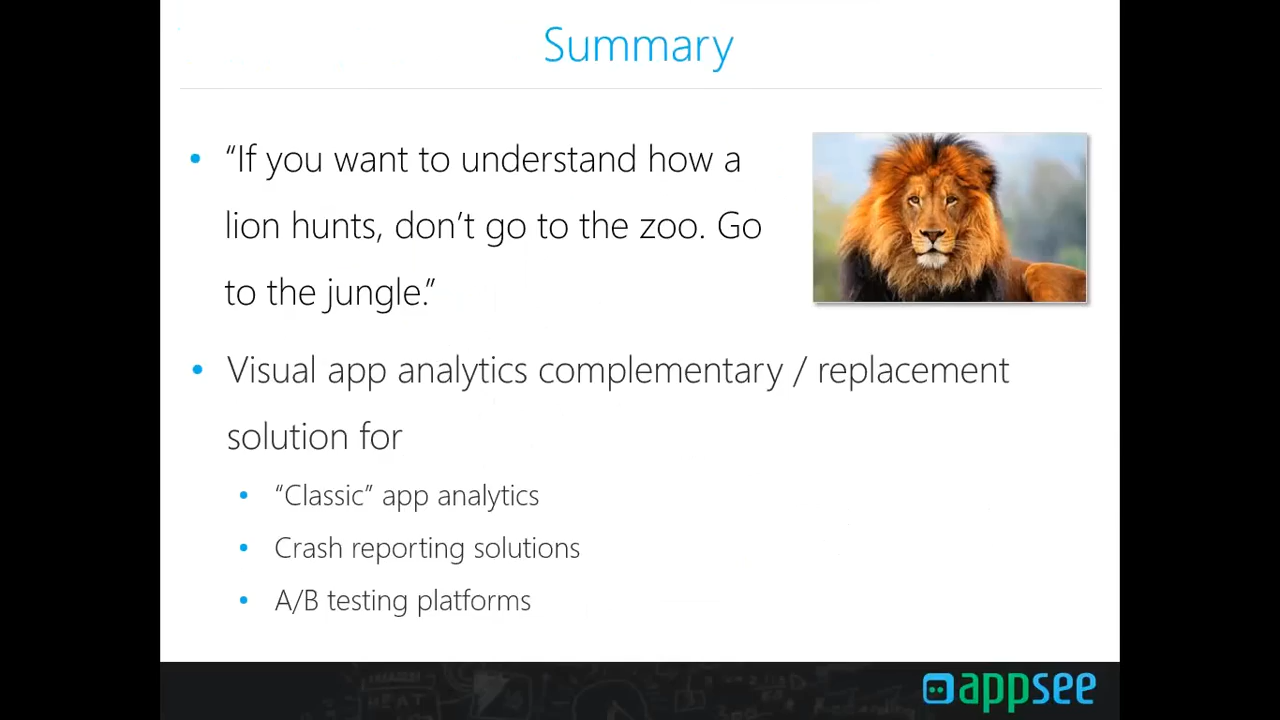 Summary
• “If you want to understand how a
lion hunts, don’t go to the zoo. Go
to the jungle.”
• Visual app analytics complementary / replacement
solution for
• “Classic” app analytics
• Crash reporting solutions
• A/B testing platforms
appsee